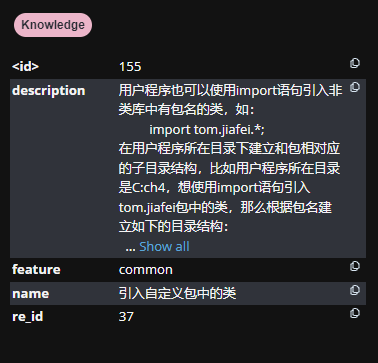 Knowledge
<id> 155
description 用户程序也可以使用import语句引入非
类库中有包名的类，如：
import tom.jiafei.*;
在用户程序所在目录下建立和包相对应
的子目录结构，比如用户程序所在目录
是C:ch4，想使用import语句引入
tom.jiafei包中的类，那么根据包名建
立如下的目录结构：
... Show all
feature common
name 引入自定义包中的类
re_id 37